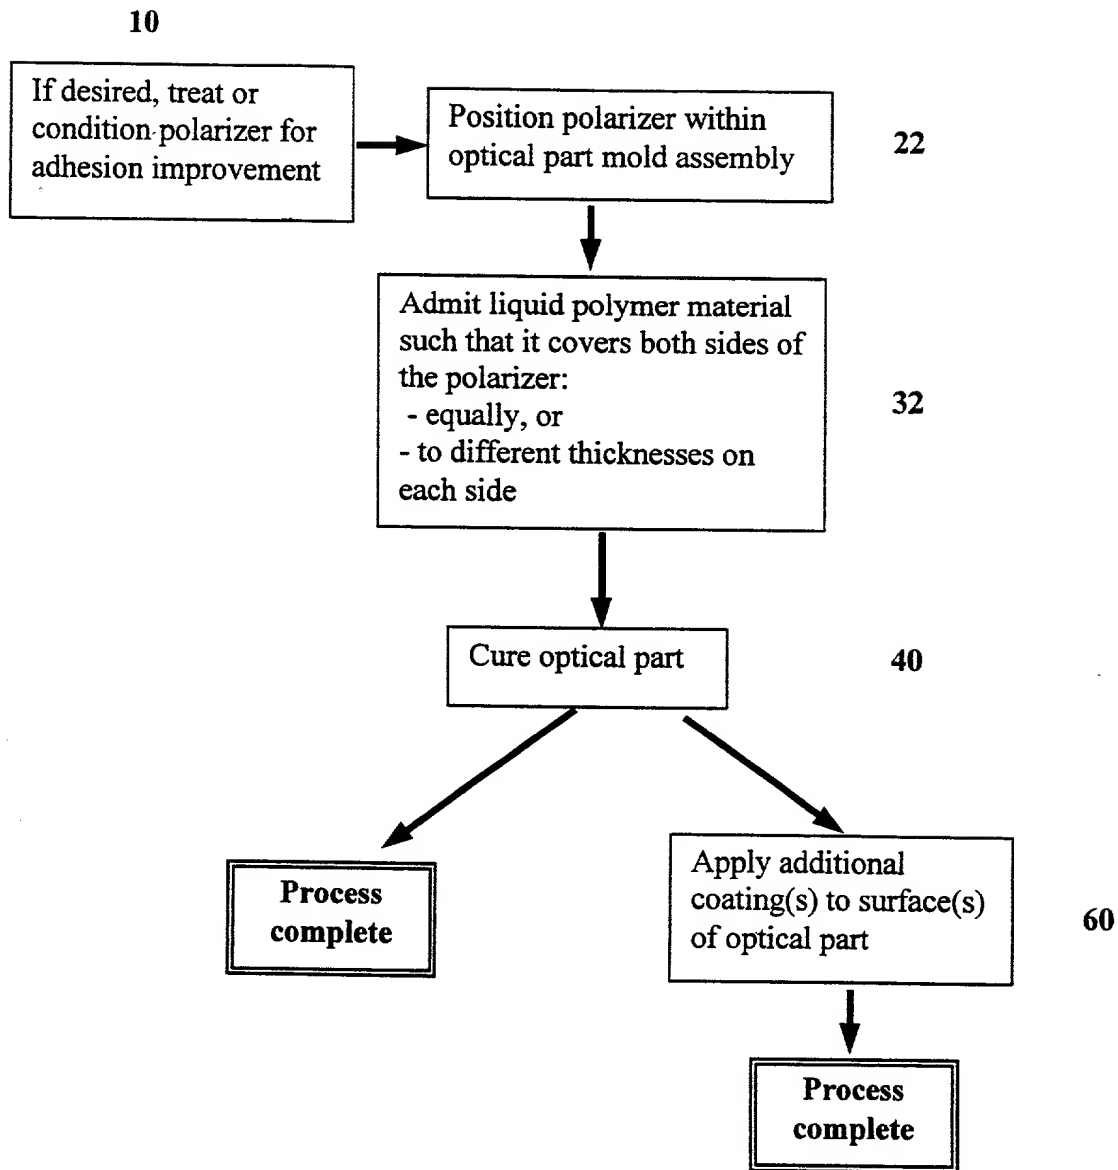 10
If desired, treat or
condition polarizer for
adhesion improvement
Position polarizer within
optical part mold assembly
22
Admit liquid polymer material
such that it covers both sides of
the polarizer:
- equally, or
- to different thicknesses on
each side
32
Cure optical part
40
Process
complete
Apply additional
coating(s) to surface(s)
of optical part
60
Process
complete